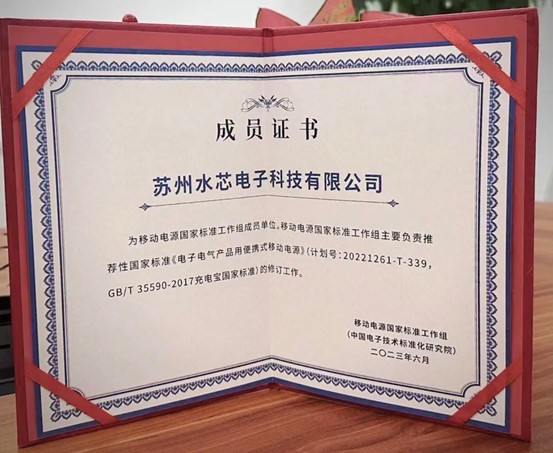 成员证书
苏州水芯电子科技有限公司
为移动电源国家标准工作组成员单位。移动电源国家标准工作组主要负责推
荐性国家标准《电子电气产品用便携式移动电源》（计划号：20221261-T-339，
GB/T 35590-2017充电宝国家标准）的修订工作。
移动电源国家标准工作组
（中国电子技术标准化研究院）
二〇二三年六月